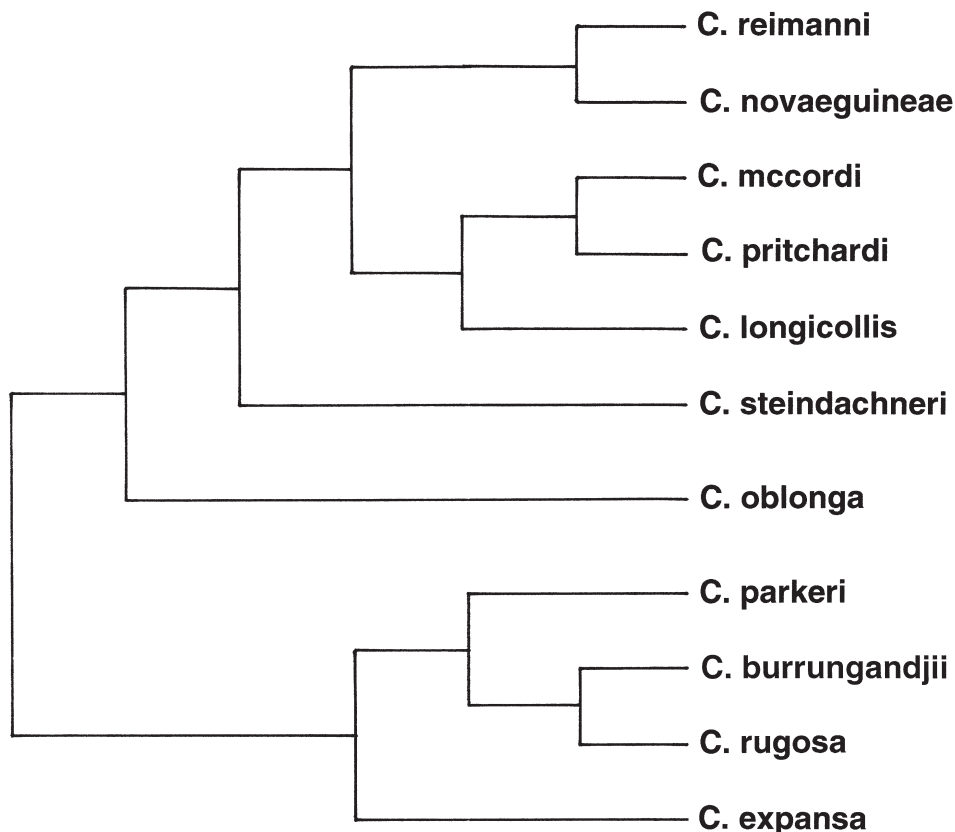 C. reimanni
C. novaeguineae
C. mccordi
C. pritchardi
C. longicollis
C. steindachneri
C. oblonga
C. parkeri
C. burrungandjii
C. rugosa
C. expansa